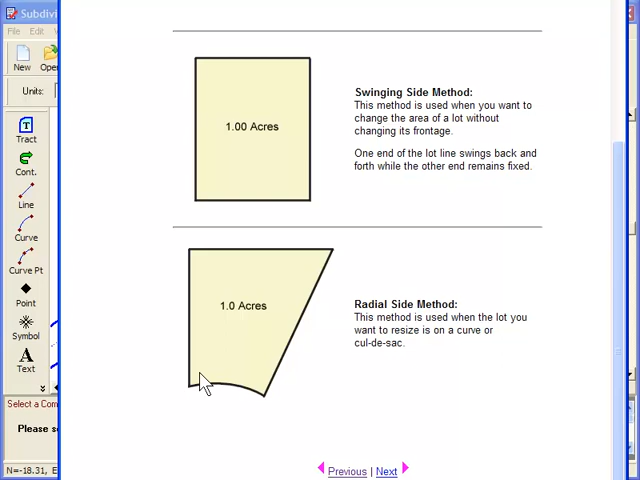 Subdivi
File Edit
New Open
Units:
Tract
Cont.
Line
Curve
Curve Pt
Point
Symbol
A
Text
Select a Com
Please se
N=-18.31, E
1.00 Acres
Swinging Side Method:
This method is used when you want to
change the area of a lot without
changing its frontage.
One end of the lot line swings back and
forth while the other end remains fixed.
1.0 Acres
Radial Side Method:
This method is used when the lot you
want to resize is on a curve or
cul-de-sac.
Previous | Next